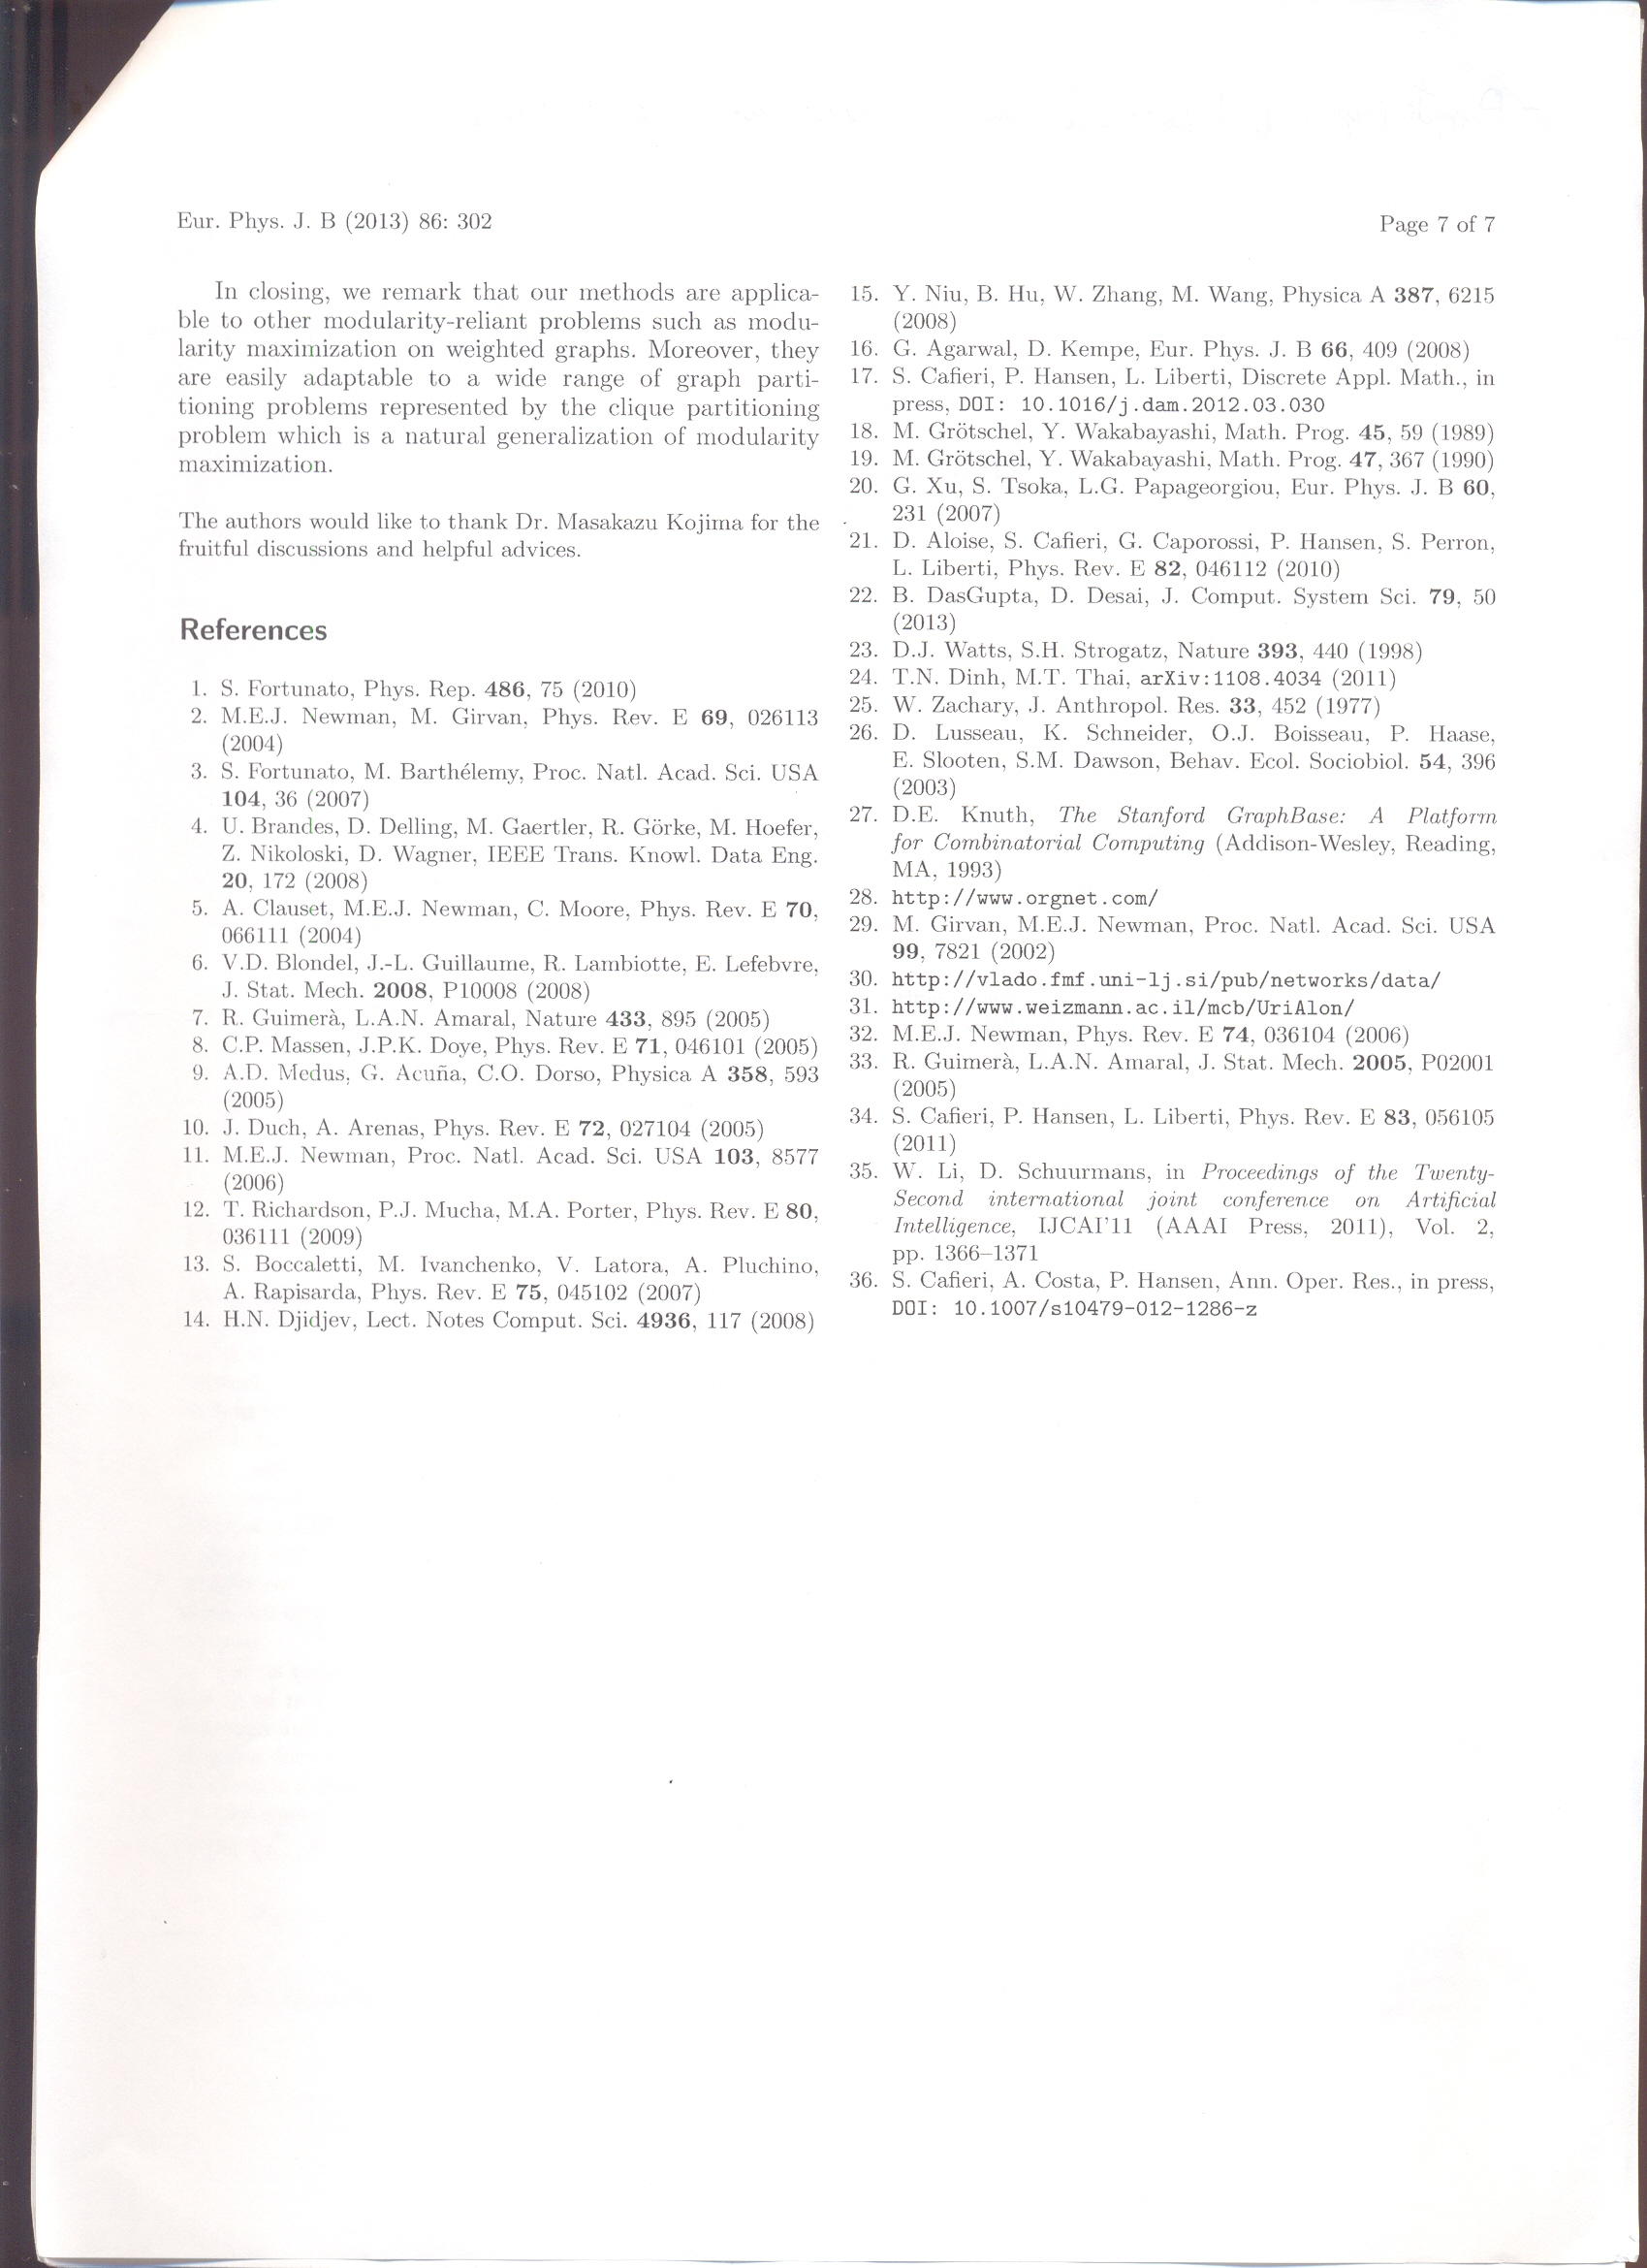 Eur. Phys. J. B (2013) 86: 302
Page 7 of 7
In closing, we remark that our methods are applica-
ble to other modularity-reliant problems such as modu-
larity maximization on weighted graphs. Moreover, they
are easily adaptable to a wide range of graph parti-
tioning problems represented by the clique partitioning
problem which is a natural generalization of modularity
maximization.
The authors would like to thank Dr. Masakazu Kojima for the
fruitful discussions and helpful advices.
References
1. S. Fortunato, Phys. Rep. 486, 75 (2010)
2. M.E.J. Newman, M. Girvan, Phys. Rev. E 69, 026113
(2004)
3. S. Fortunato, M. Barthélemy, Proc. Natl. Acad. Sci. USA
104, 36 (2007)
4. U. Brandes, D. Delling, M. Gaertler, R. Görke, M. Hoefer,
Z. Nikoloski, D. Wagner, IEEE Trans. Knowl. Data Eng.
20, 172 (2008)
5. A. Clauset, M.E.J. Newman, C. Moore, Phys. Rev. E 70,
066111 (2004)
6. V.D. Blondel, J.-L. Guillaume, R. Lambiotte, E. Lefebvre,
J. Stat. Mech. 2008, P10008 (2008)
7. R. Guimerà, L.A.N. Amaral, Nature 433, 895 (2005)
8. C.P. Massen, J.P.K. Doye, Phys. Rev. E 71, 046101 (2005)
9. A.D. Medus, G. Acuña, C.O. Dorso, Physica A 358, 593
(2005)
10. J. Duch, A. Arenas, Phys. Rev. E 72, 027104 (2005)
11. M.E.J. Newman, Proc. Natl. Acad. Sci. USA 103, 8577
(2006)
12. T. Richardson, P.J. Mucha, M.A. Porter, Phys. Rev. E 80,
036111 (2009)
13. S. Boccaletti, M. Ivanchenko, V. Latora, A. Pluchino,
A. Rapisarda, Phys. Rev. E 75, 045102 (2007)
14. H.N. Djidjev, Lect. Notes Comput. Sci. 4936, 117 (2008)
15. Y. Niu, B. Hu, W. Zhang, M. Wang, Physica A 387, 6215
(2008)
16. G. Agarwal, D. Kempe, Eur. Phys. J. B 66, 409 (2008)
17. S. Cafieri, P. Hansen, L. Liberti, Discrete Appl. Math., in
press, DOI: 10.1016/j.dam.2012.03.030
18. M. Grötschel, Y. Wakabayashi, Math. Prog. 45, 59 (1989)
19. M. Grötschel, Y. Wakabayashi, Math. Prog. 47, 367 (1990)
20. G. Xu, S. Tsoka, L.G. Papageorgiou, Eur. Phys. J. B 60,
231 (2007)
21. D. Aloise, S. Cafieri, G. Caporossi, P. Hansen, S. Perron,
L. Liberti, Phys. Rev. E 82, 046112 (2010)
22. B. DasGupta, D. Desai, J. Comput. System Sci. 79, 50
(2013)
23. D.J. Watts, S.H. Strogatz, Nature 393, 440 (1998)
24. T.N. Dinh, M.T. Thai, arXiv:1108.4034 (2011)
25. W. Zachary, J. Anthropol. Res. 33, 452 (1977)
26. D. Lusseau, K. Schneider, O.J. Boisseau, P. Haase,
E. Slooten, S.M. Dawson, Behav. Ecol. Sociobiol. 54, 396
(2003)
27. D.E. Knuth, The Stanford GraphBase: A Platform
for Combinatorial Computing (Addison-Wesley, Reading,
MA, 1993)
28. http://www.orgnet.com/
29. M. Girvan, M.E.J. Newman, Proc. Natl. Acad. Sci. USA
99, 7821 (2002)
30. http://vlado.fmf.uni-lj.si/pub/networks/data/
31. http://www.weizmann.ac.il/mcb/UriAlon/
32. M.E.J. Newman, Phys. Rev. E 74, 036104 (2006)
33. R. Guimerà, L.A.N. Amaral, J. Stat. Mech. 2005, P02001
(2005)
34. S. Cafieri, P. Hansen, L. Liberti, Phys. Rev. E 83, 056105
(2011)
35. W. Li, D. Schuurmans, in Proceedings of the Twenty-
Second international joint conference on Artificial
Intelligence, IJCAI'11 (AAAI Press, 2011), Vol. 2,
pp. 1366–1371
36. S. Cafieri, A. Costa, P. Hansen, Ann. Oper. Res., in press,
DOI: 10.1007/s10479-012-1286-z